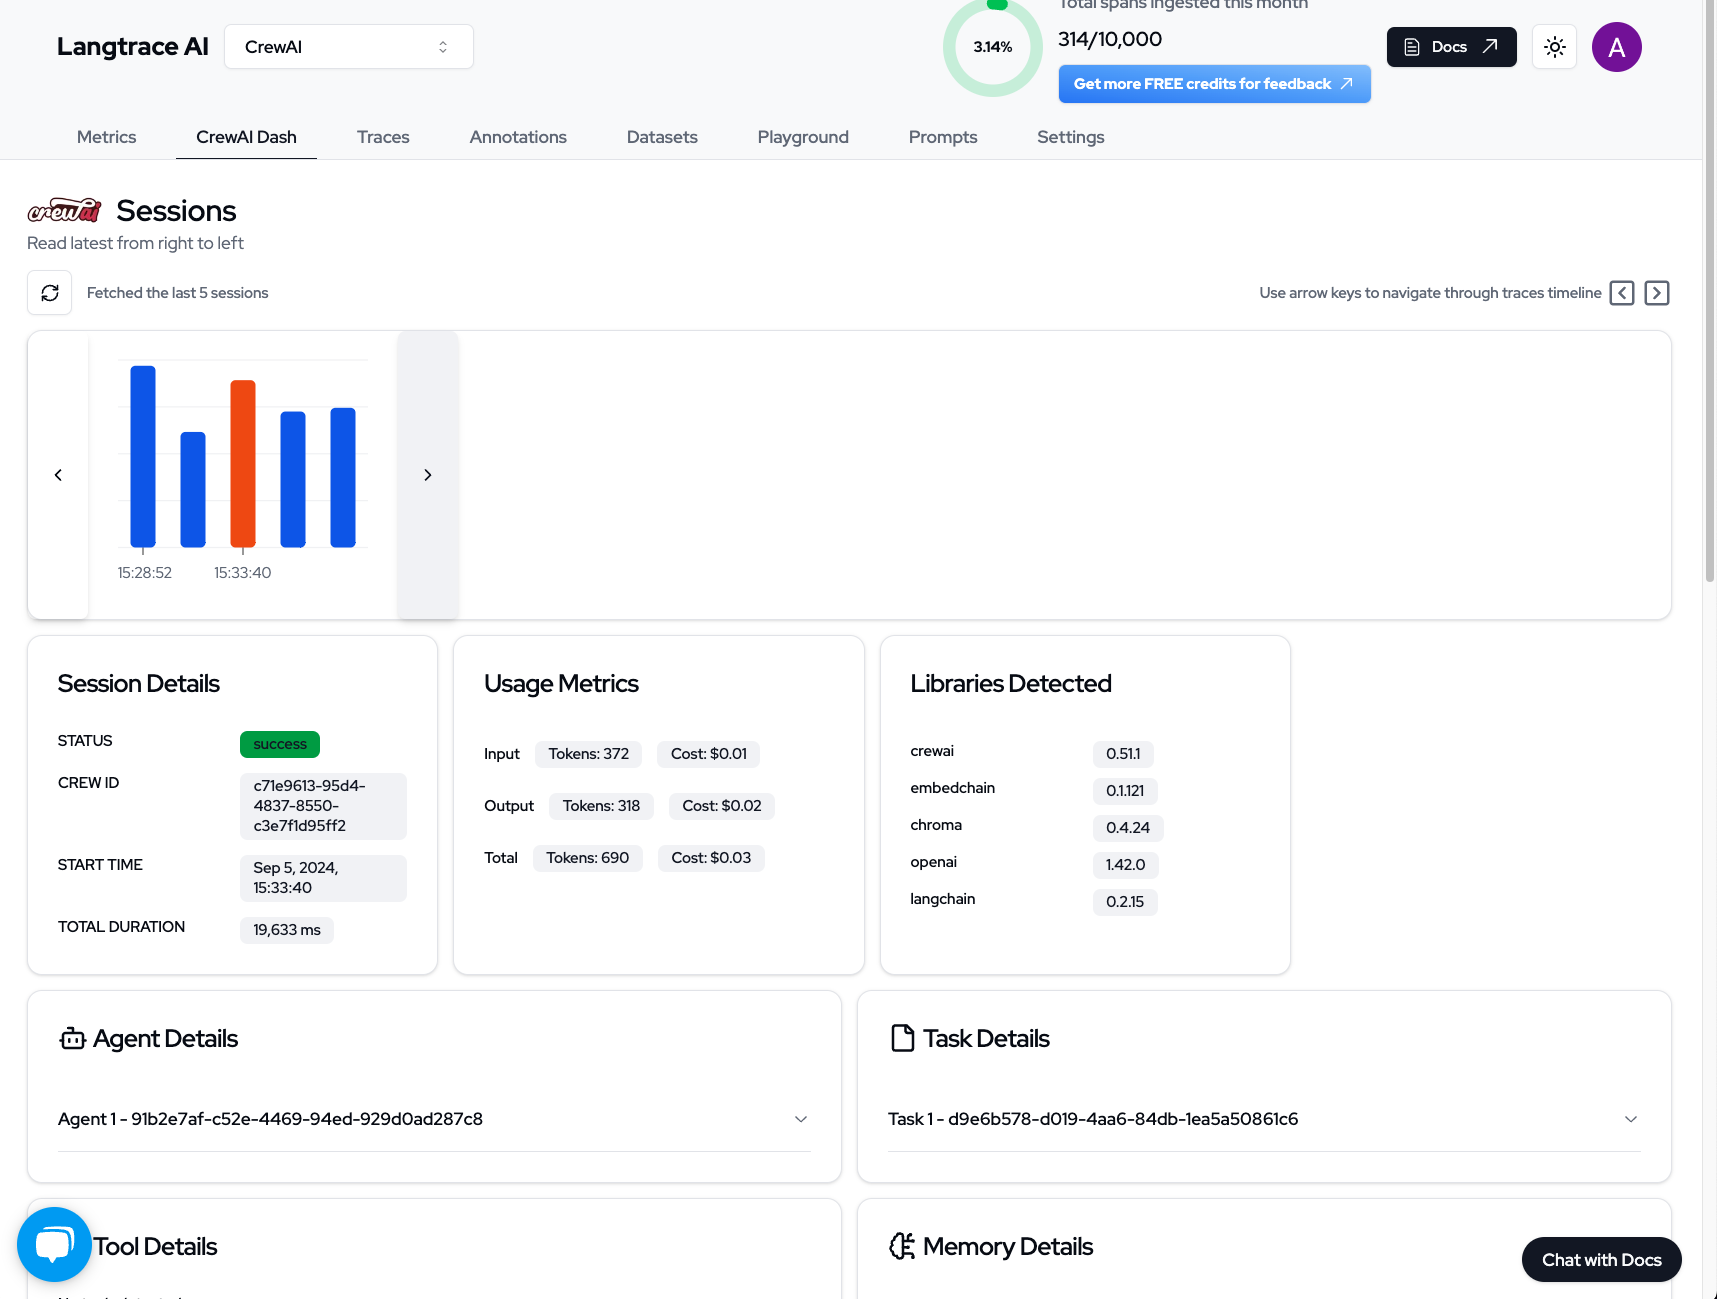 Total spans ingested this month
Langtrace AI
CrewAI
3.14%
314/10,000
Get more FREE credits for feedback
Docs
A
Metrics
CrewAI Dash
Traces
Annotations
Datasets
Playground
Prompts
Settings
crewai Sessions
Read latest from right to left
Fetched the last 5 sessions
Use arrow keys to navigate through traces timeline
15:28:52
15:33:40
Session Details
STATUS
success
CREW ID
c71e9613-95d4-
4837-8550-
c3e7f1d95ff2
START TIME
Sep 5, 2024,
15:33:40
TOTAL DURATION
19,633 ms
Usage Metrics
Input
Tokens: 372
Cost: $0.01
Output
Tokens: 318
Cost: $0.02
Total
Tokens: 690
Cost: $0.03
Libraries Detected
crewai
0.51.1
embedchain
0.1.121
chroma
0.4.24
openai
1.42.0
langchain
0.2.15
Agent Details
Agent 1 - 91b2e7af-c52e-4469-94ed-929d0ad287c8
Task Details
Task 1 - d9e6b578-d019-4aa6-84db-1ea5a50861c6
Tool Details
Memory Details
Chat with Docs